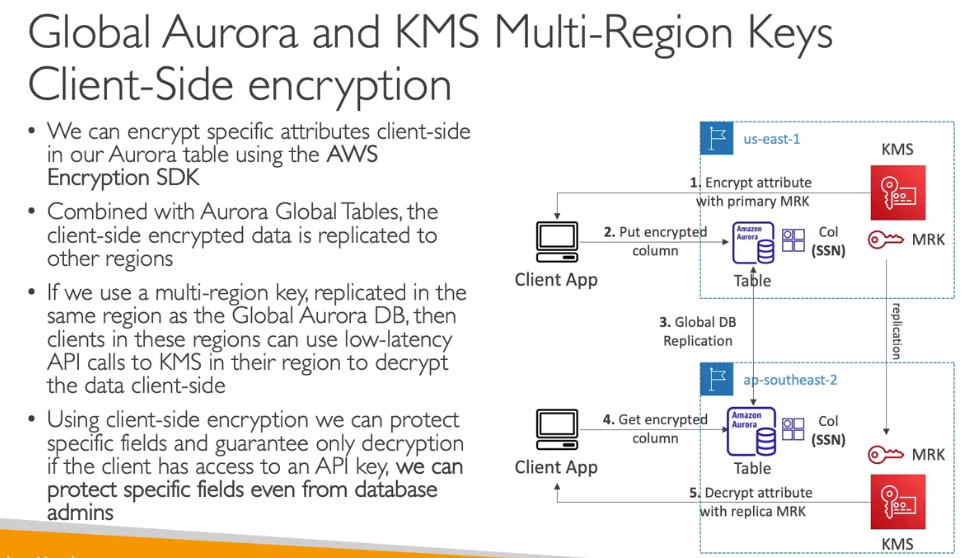 Global Aurora and KMS Multi-Region Keys
Client-Side encryption
• We can encrypt specific attributes client-side
in our Aurora table using the AWS
Encryption SDK
• Combined with Aurora Global Tables, the
client-side encrypted data is replicated to
other regions
• If we use a multi-region key, replicated in the
same region as the Global Aurora DB, then
clients in these regions can use low-latency
API calls to KMS in their region to decrypt
the data client-side
• Using client-side encryption we can protect
specific fields and guarantee only decryption
if the client has access to an API key, we can
protect specific fields even from database
admins
us-east-1
KMS
1. Encrypt attribute
with primary MRK
MRK
2. Put encrypted
column
Client App
Amazon
Aurora
Table
Col
(SSN)
3. Global DB
Replication
replication
ap-southeast-2
4. Get encrypted
column
Client App
Amazon
Aurora
Table
Col
(SSN)
MRK
5. Decrypt attribute
with replica MRK
KMS